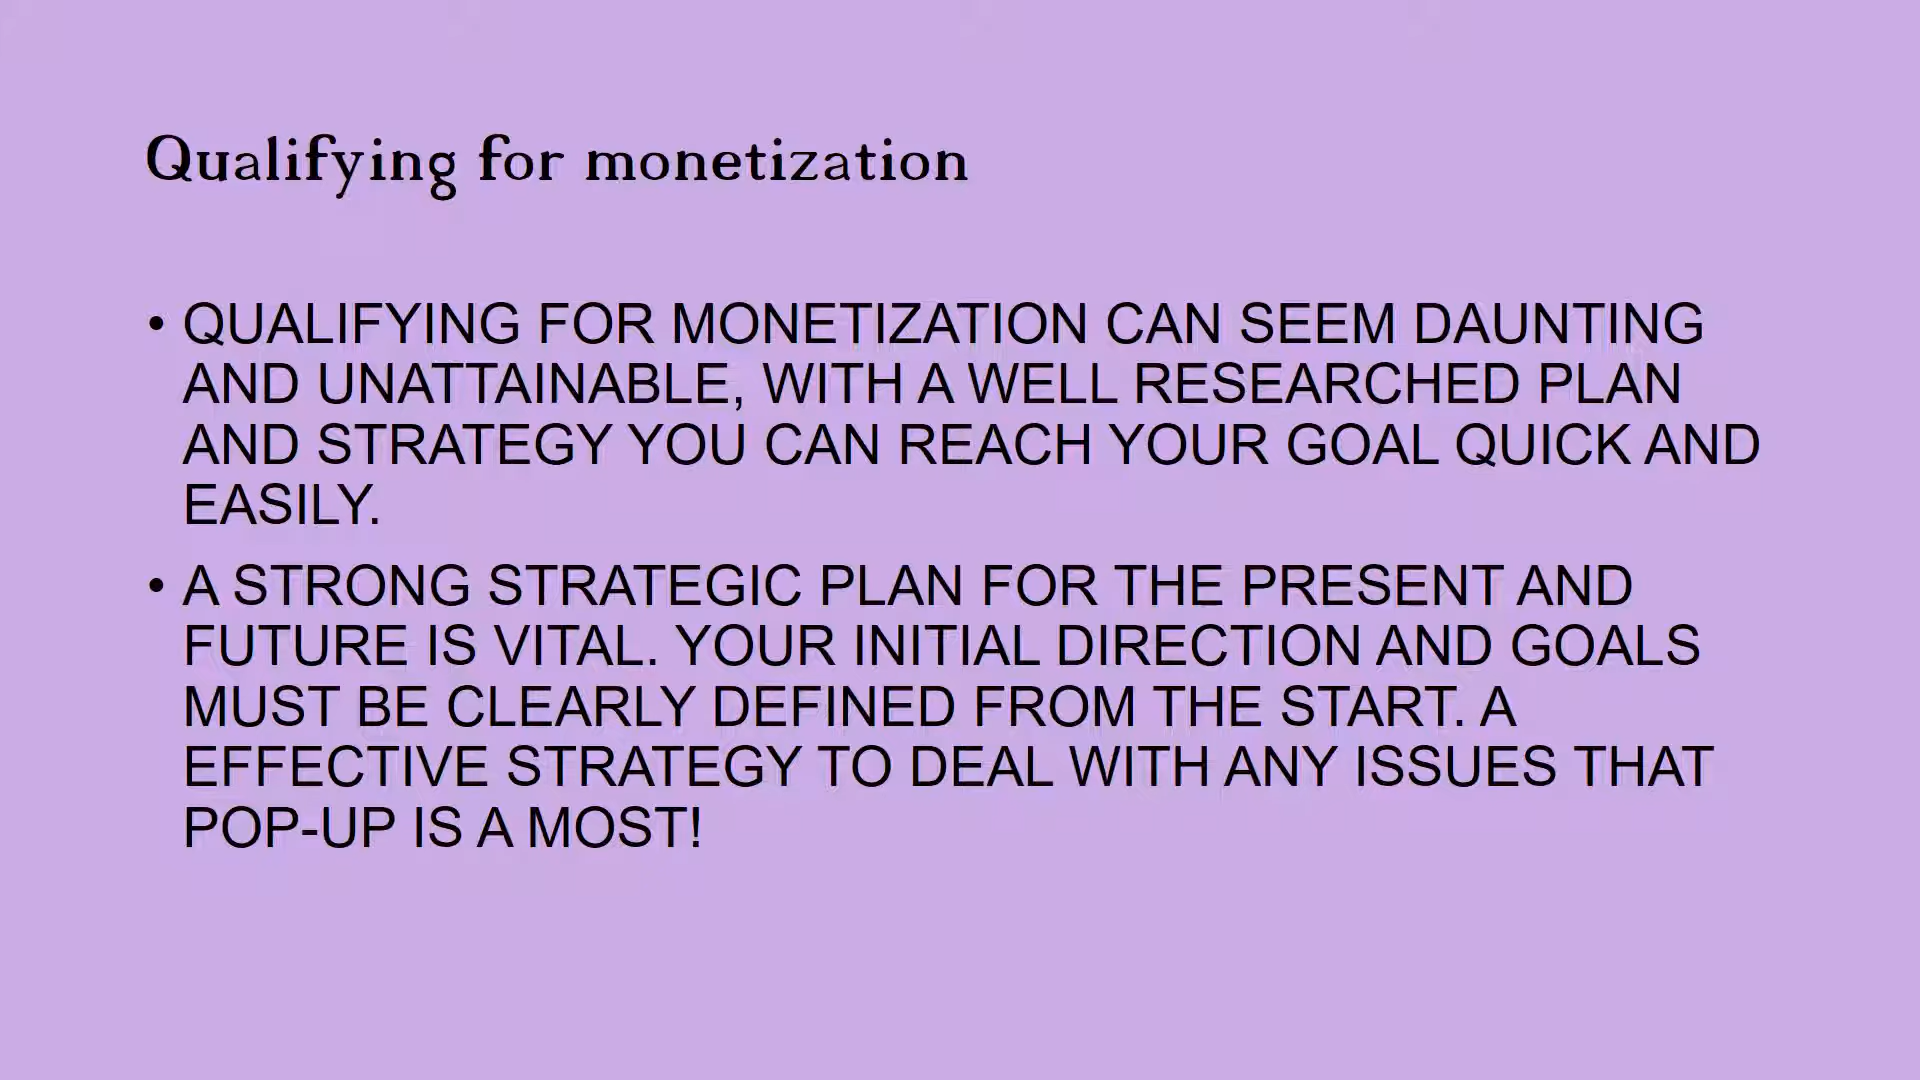 Qualifying for monetization
• QUALIFYING FOR MONETIZATION CAN SEEM DAUNTING
AND UNATTAINABLE, WITH A WELL RESEARCHED PLAN
AND STRATEGY YOU CAN REACH YOUR GOAL QUICK AND
EASILY.
• A STRONG STRATEGIC PLAN FOR THE PRESENT AND
FUTURE IS VITAL. YOUR INITIAL DIRECTION AND GOALS
MUST BE CLEARLY DEFINED FROM THE START. A
EFFECTIVE STRATEGY TO DEAL WITH ANY ISSUES THAT
POP-UP IS A MOST!